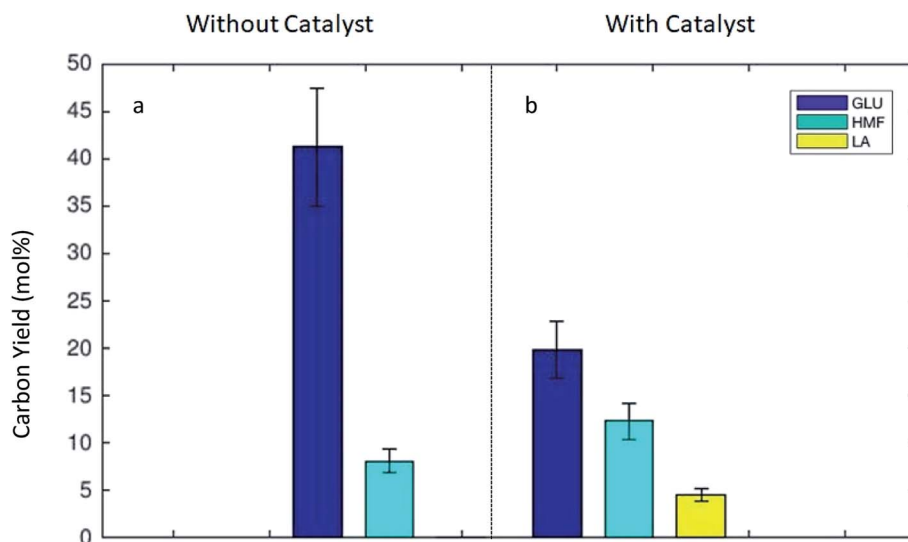 Without Catalyst
With Catalyst
a
b
GLU
HMF
LA
Carbon Yield (mol%)
50
45
40
35
30
25
20
15
10
5
0